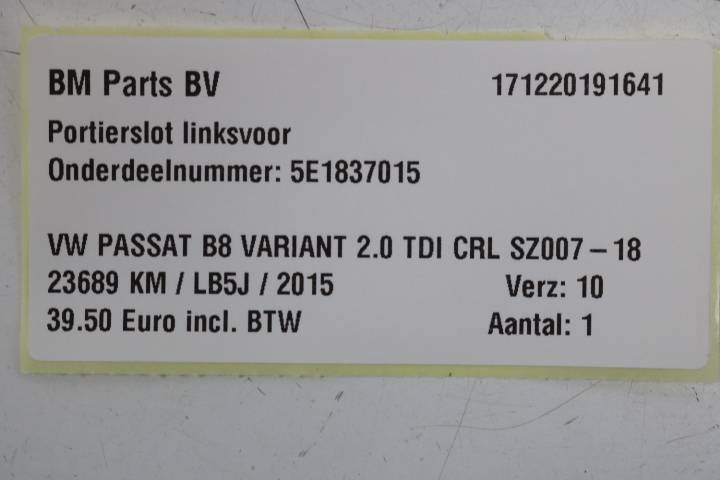 BM Parts BV 171220191641
Portierslot linksvoor
Onderdeelnummer: 5E1837015
VW PASSAT B8 VARIANT 2.0 TDI CRL SZ007 – 18
23689 KM / LB5J / 2015 Verz: 10
39.50 Euro incl. BTW Aantal: 1